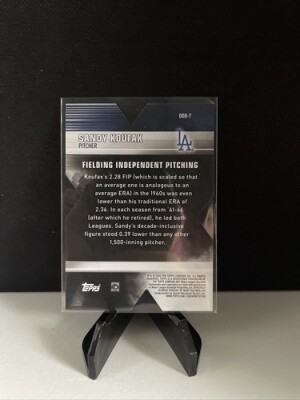 DOB-7
SANDY KOUFAX
PITCHER
LA
FIELDING INDEPENDENT PITCHING
Koufax's 2.28 FIP (which is scaled so that
an average one is analogous to an
average ERA) in the 1960s was even
lower than his traditional ERA of
2.36. In each season from '61-66
(after which he retired), he led both
Leagues. Sandy's decade-inclusive
figure stood 0.39 lower than any other
1,500-inning pitcher.
Topps